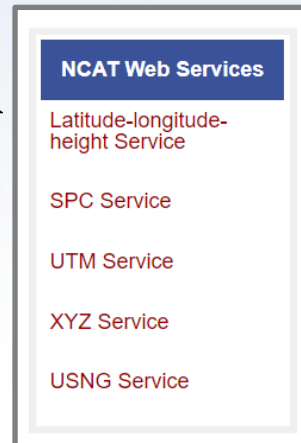 NCAT Web Services
Latitude-longitude-
height Service
SPC Service
UTM Service
XYZ Service
USNG Service